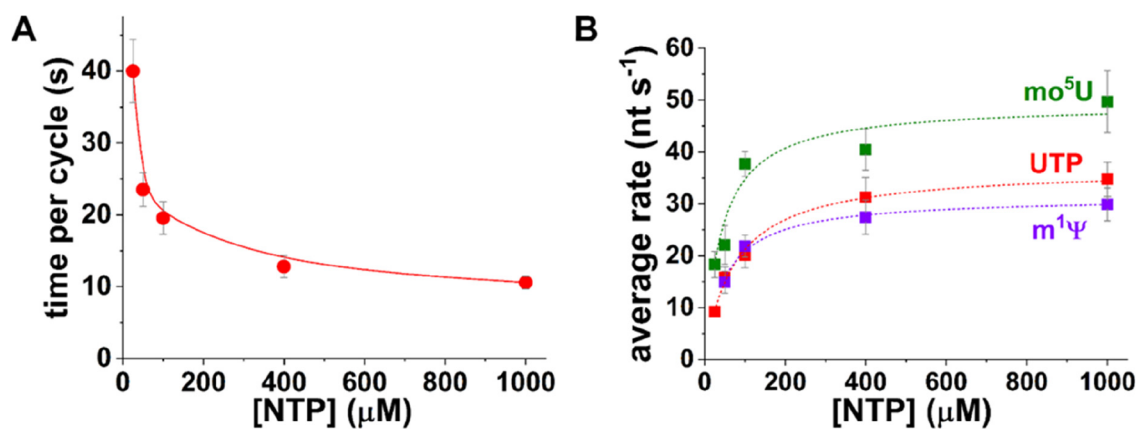 A
time per cycle (s)
40
30
20
10
0
0 200 400 600 800 1000
[NTP] (μM)
B
average rate (nt s⁻¹)
60
50
40
30
20
10
0
mo⁵U
UTP
m¹Ψ
0 200 400 600 800 1000
[NTP] (μM)